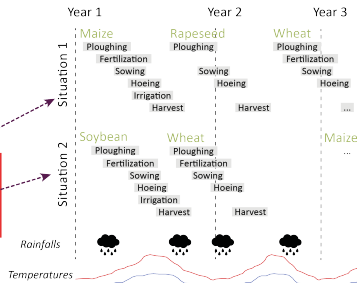 Year 1 Year 2 Year 3
Situation 1
Maize Rapeseed Wheat
Ploughing Ploughing Ploughing
Fertilization Fertilization
Sowing Sowing Sowing
Hoeing Hoeing Hoeing
Irrigation
Harvest Harvest ...
Situation 2
Soybean Wheat Maize
Ploughing Ploughing ...
Fertilization Fertilization
Sowing Sowing
Hoeing Hoeing
Irrigation
Harvest Harvest
Rainfalls
Temperatures